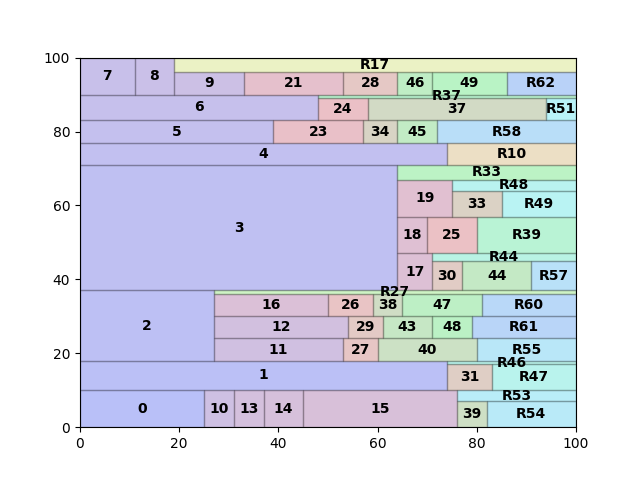 100
R17
7 8
9 21 28 46 49 R62
R37
80
6 24 37 R51
5 23 34 45 R58
4 R10
60
R33
R48
19 33 R49
3
18 25 R39
40
R44
17 30 44 R57
R27
16 26 38 47 R60
2 12 29 43 48 R61
20
11 27 40 R55
R46
1 31 R47
R53
0 10 13 14 15 39 R54
0
0 20 40 60 80 100